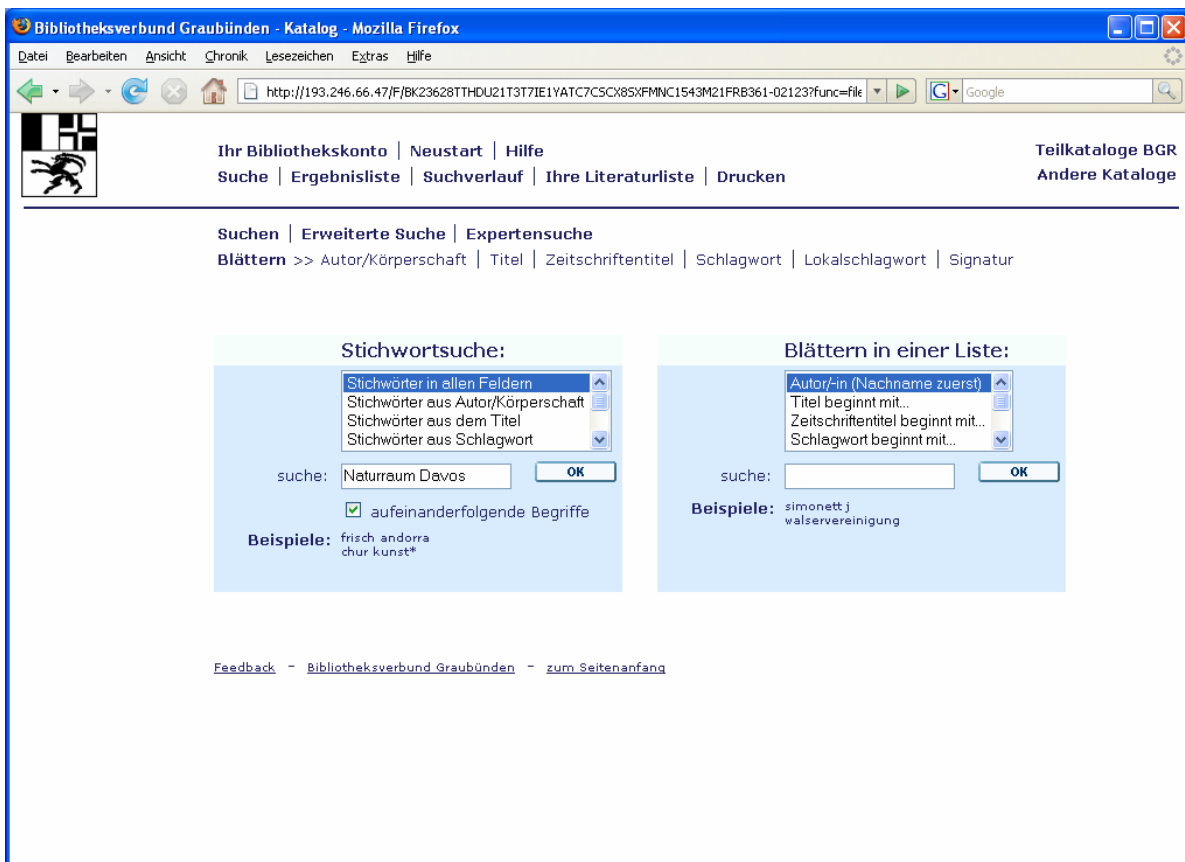 Bibliotheksverbund Graubünden - Katalog - Mozilla Firefox
Datei Bearbeiten Ansicht Chronik Lesezeichen Extras Hilfe
http://193.246.66.47/F/BK23628TTHDU21T3T7IE1YATC7CSCX8SXFMNC1543M21FRB361-02123?func=file
G Google
Ihr Bibliothekskonto | Neustart | Hilfe
Teilkataloge BGR
Suche | Ergebnisliste | Suchverlauf | Ihre Literaturliste | Drucken
Andere Kataloge
Suchen | Erweiterte Suche | Expertensuche
Blättern >> Autor/Körperschaft | Titel | Zeitschriftentitel | Schlagwort | Lokalschlagwort | Signatur
Stichwortsuche:
Stichwörter in allen Feldern
Stichwörter aus Autor/Körperschaft
Stichwörter aus dem Titel
Stichwörter aus Schlagwort
suche: Naturraum Davos OK
aufeinanderfolgende Begriffe
Beispiele: frisch andorra
chur kunst*
Blättern in einer Liste:
Autor/-in (Nachname zuerst)
Titel beginnt mit...
Zeitschriftentitel beginnt mit...
Schlagwort beginnt mit...
suche: OK
Beispiele: simonett j
walservereinigung
Feedback - Bibliotheksverbund Graubünden - zum Seitenanfang